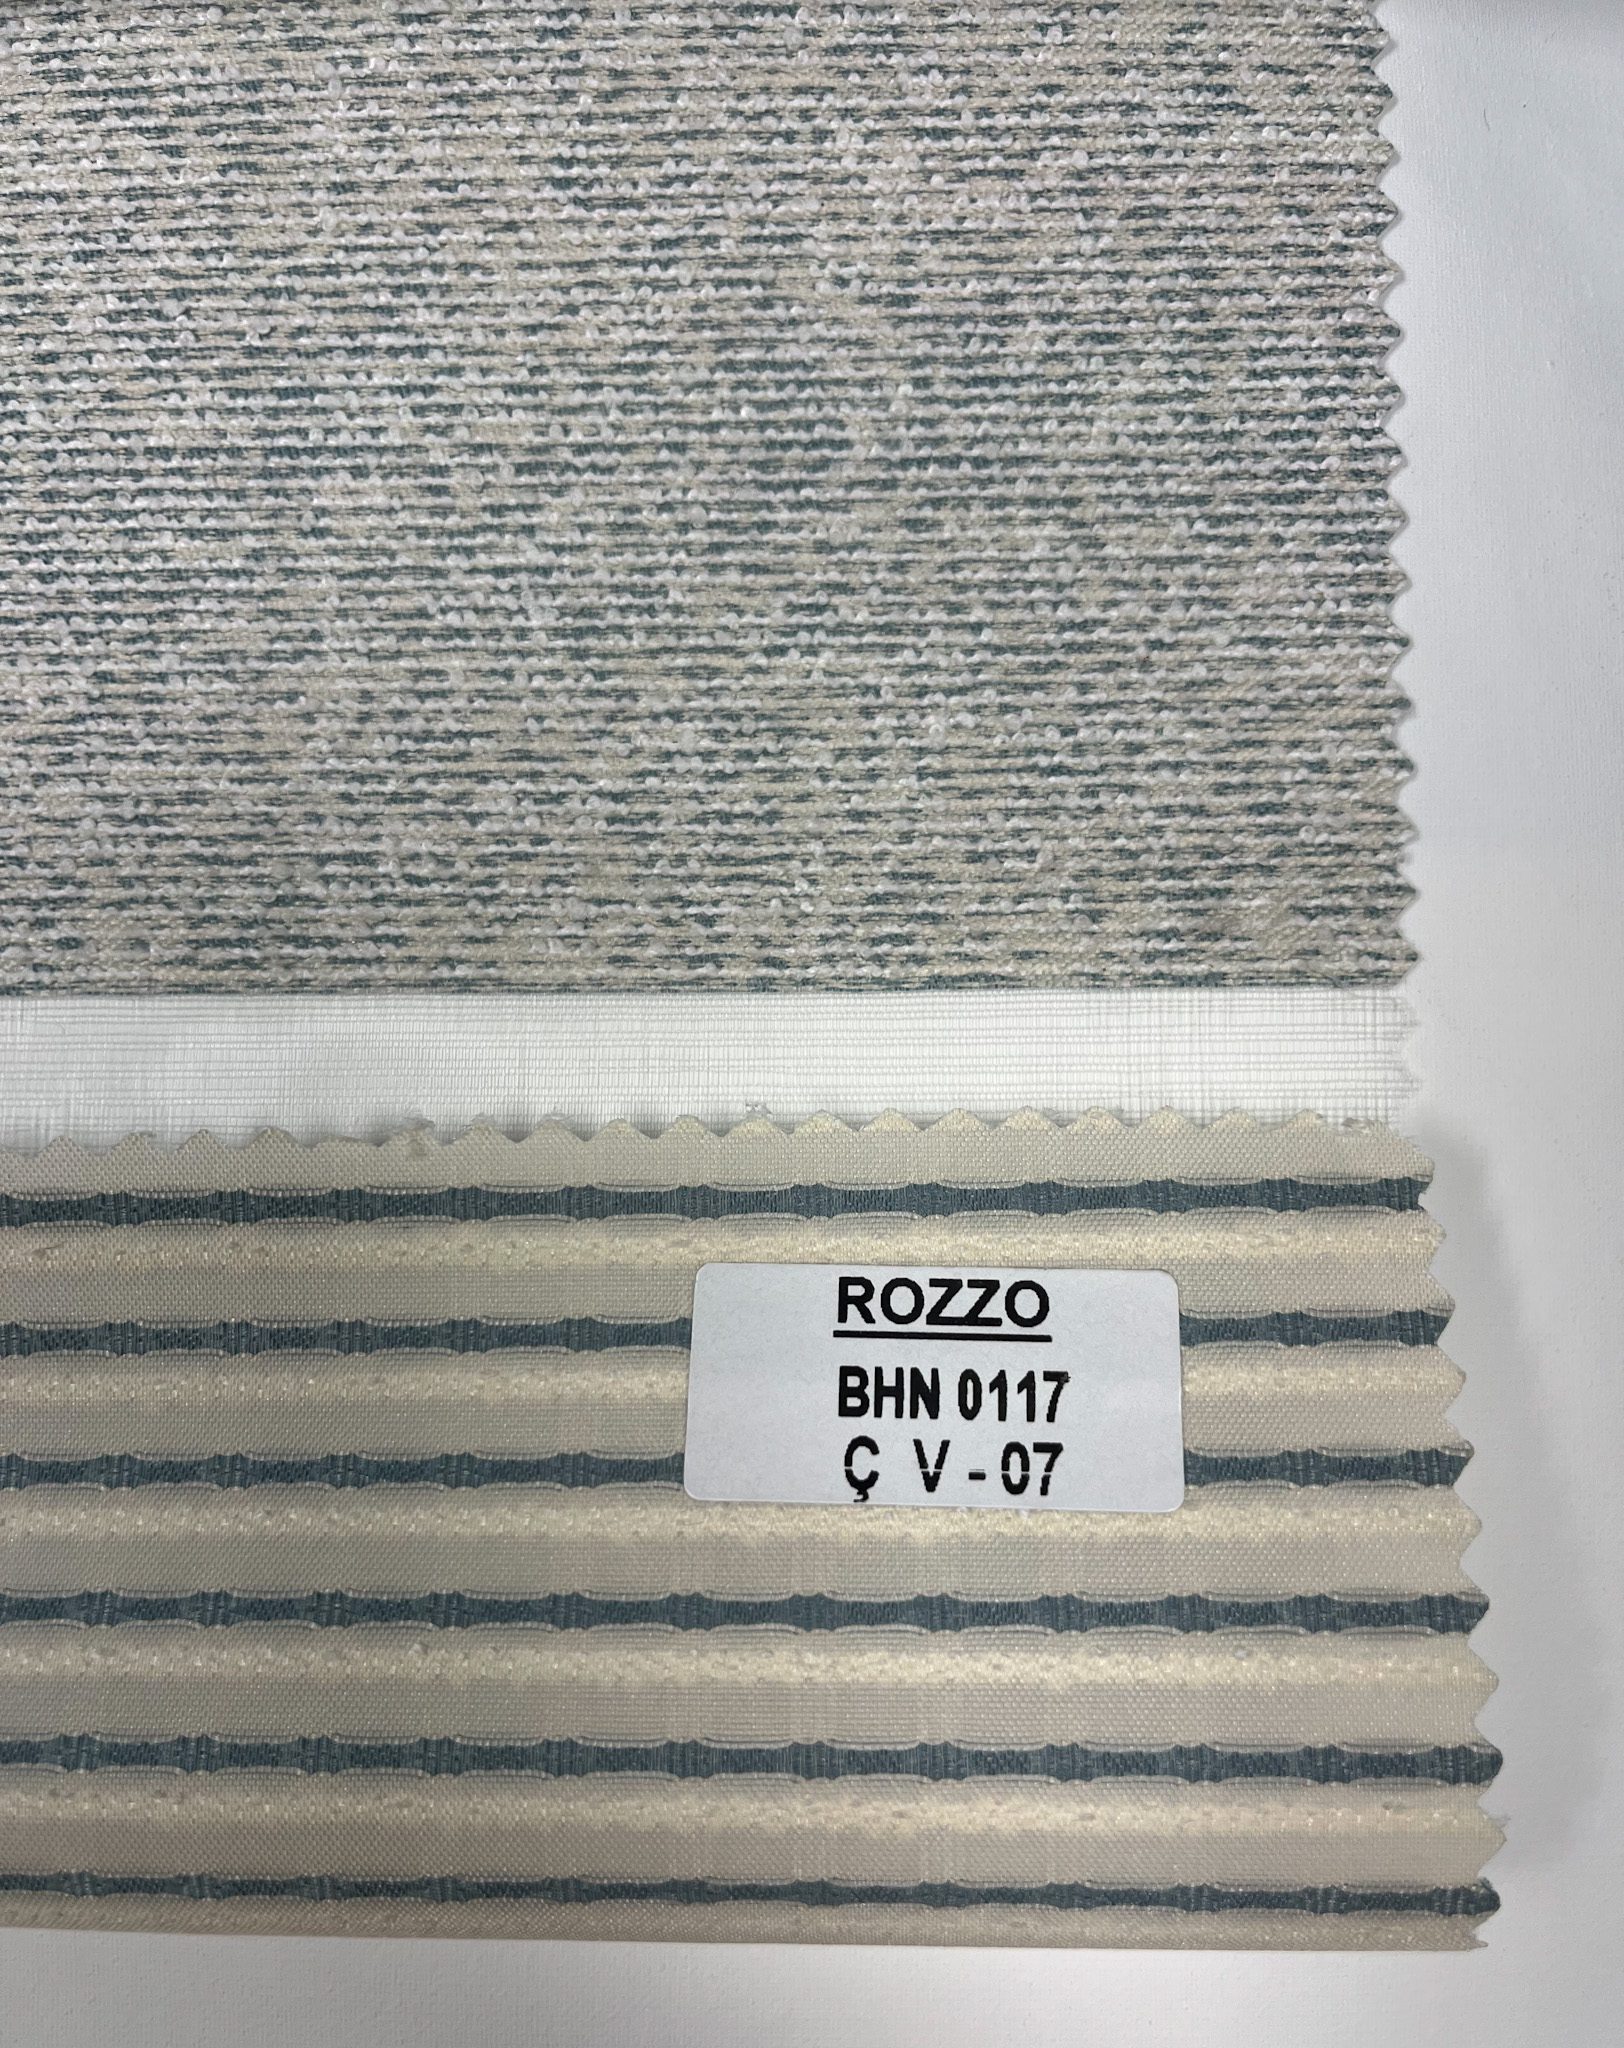 ROZZO
BHN 0117
Ç V - 07